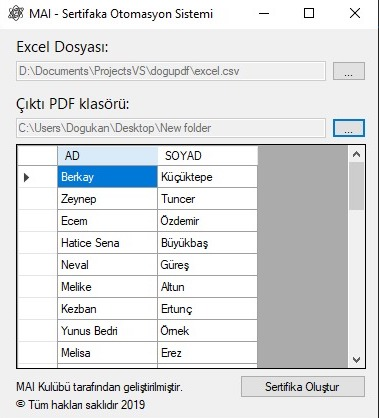 MAI - Sertifaka Otomasyon Sistemi
Excel Dosyası:
D:\Documents\ProjectsVS\dogupdf\excel.csv
...
Çıktı PDF klasörü:
C:\Users\Dogukan\Desktop\New folder
...
AD SOYAD
Berkay Küçüktepe
Zeynep Tuncer
Ecem Özdemir
Hatice Sena Büyükbaş
Neval Güreş
Melike Altun
Kezban Ertunç
Yunus Bedri Örnek
Melisa Erez
MAI Kulübü tarafından geliştirilmiştir.
© Tüm hakları saklıdır 2019
Sertifika Oluştur